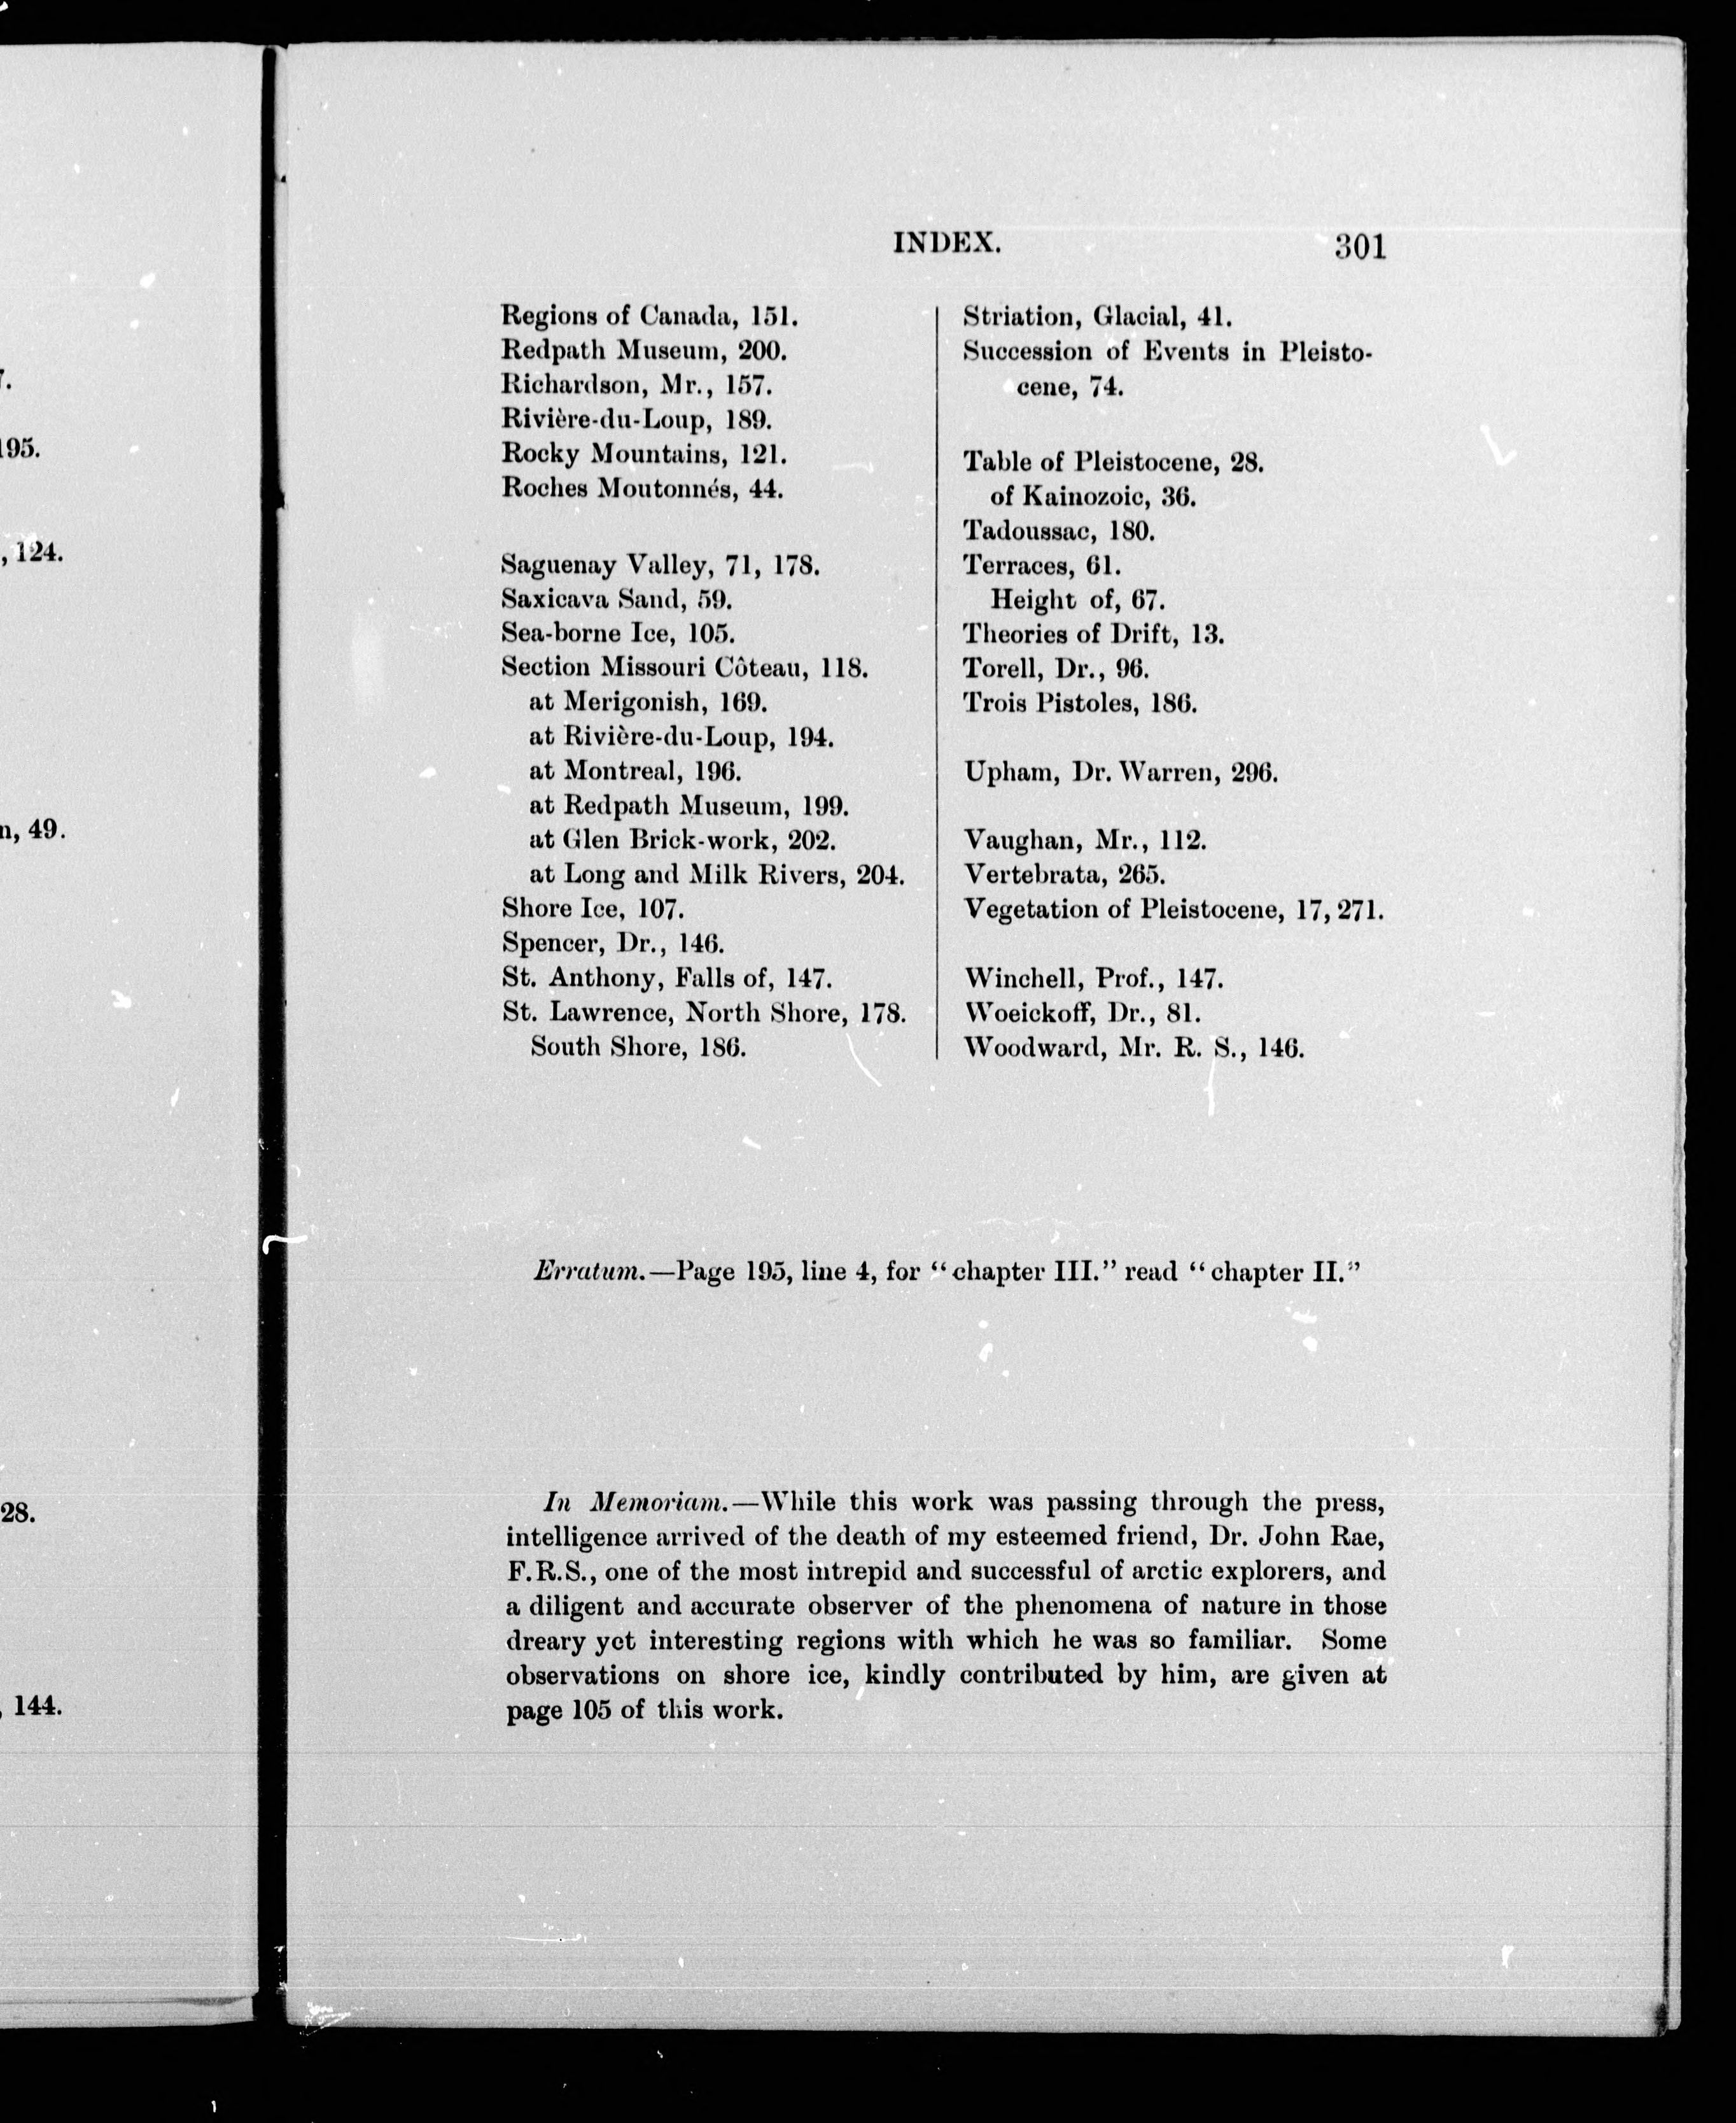 7.
195.
, 124.
n, 49.
28.
, 144.
INDEX.
301
Regions of Canada, 151.
Redpath Museum, 200.
Richardson, Mr., 157.
Rivière-du-Loup, 189.
Rocky Mountains, 121.
Roches Moutonnés, 44.
Saguenay Valley, 71, 178.
Saxicava Sand, 59.
Sea-borne Ice, 105.
Section Missouri Côteau, 118.
at Merigonish, 169.
at Rivière-du-Loup, 194.
at Montreal, 196.
at Redpath Museum, 199.
at Glen Brick-work, 202.
at Long and Milk Rivers, 204.
Shore Ice, 107.
Spencer, Dr., 146.
St. Anthony, Falls of, 147.
St. Lawrence, North Shore, 178.
South Shore, 186.
Striation, Glacial, 41.
Succession of Events in Pleisto-
cene, 74.
Table of Pleistocene, 28.
of Kainozoic, 36.
Tadoussac, 180.
Terraces, 61.
Height of, 67.
Theories of Drift, 13.
Torell, Dr., 96.
Trois Pistoles, 186.
Upham, Dr. Warren, 296.
Vaughan, Mr., 112.
Vertebrata, 265.
Vegetation of Pleistocene, 17, 271.
Winchell, Prof., 147.
Woeickoff, Dr., 81.
Woodward, Mr. R. S., 146.
Erratum.—Page 195, line 4, for “chapter III.” read “chapter II.”
In Memoriam.—While this work was passing through the press,
intelligence arrived of the death of my esteemed friend, Dr. John Rae,
F.R.S., one of the most intrepid and successful of arctic explorers, and
a diligent and accurate observer of the phenomena of nature in those
dreary yet interesting regions with which he was so familiar. Some
observations on shore ice, kindly contributed by him, are given at
page 105 of this work.